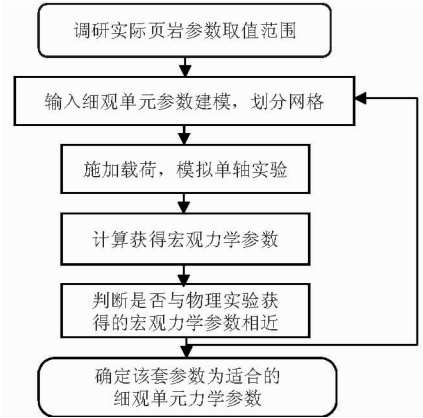 调研实际页岩参数取值范围
输入细观单元参数建模，划分网格
施加载荷，模拟单轴实验
计算获得宏观力学参数
判断是否与物理实验获
得的宏观力学参数相近
确定该套参数为适合的
细观单元力学参数